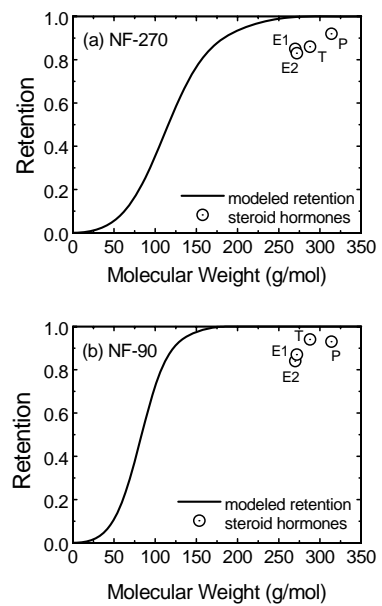 1.0
(a) NF-270
0.8
E1
E2
T
P
0.6
Retention
0.4
0.2
modeled retention
steroid hormones
0.0
0 50 100 150 200 250 300 350
Molecular Weight (g/mol)
1.0
(b) NF-90
T
0.8
E1
E2
P
0.6
Retention
0.4
0.2
modeled retention
steroid hormones
0.0
0 50 100 150 200 250 300 350
Molecular Weight (g/mol)